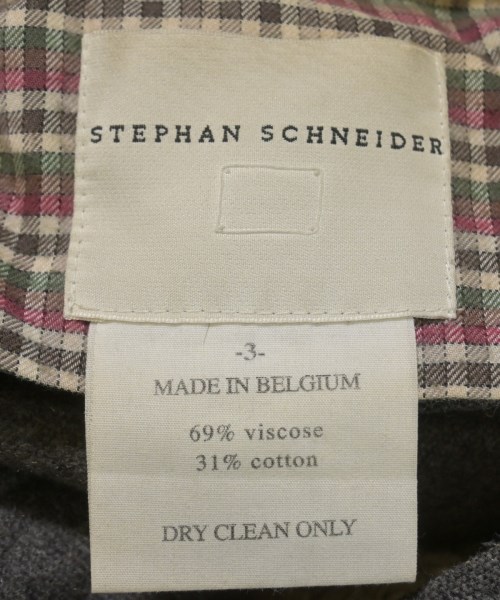 STEPHAN SCHNEIDER
-3-
MADE IN BELGIUM
69% viscose
31% cotton
DRY CLEAN ONLY